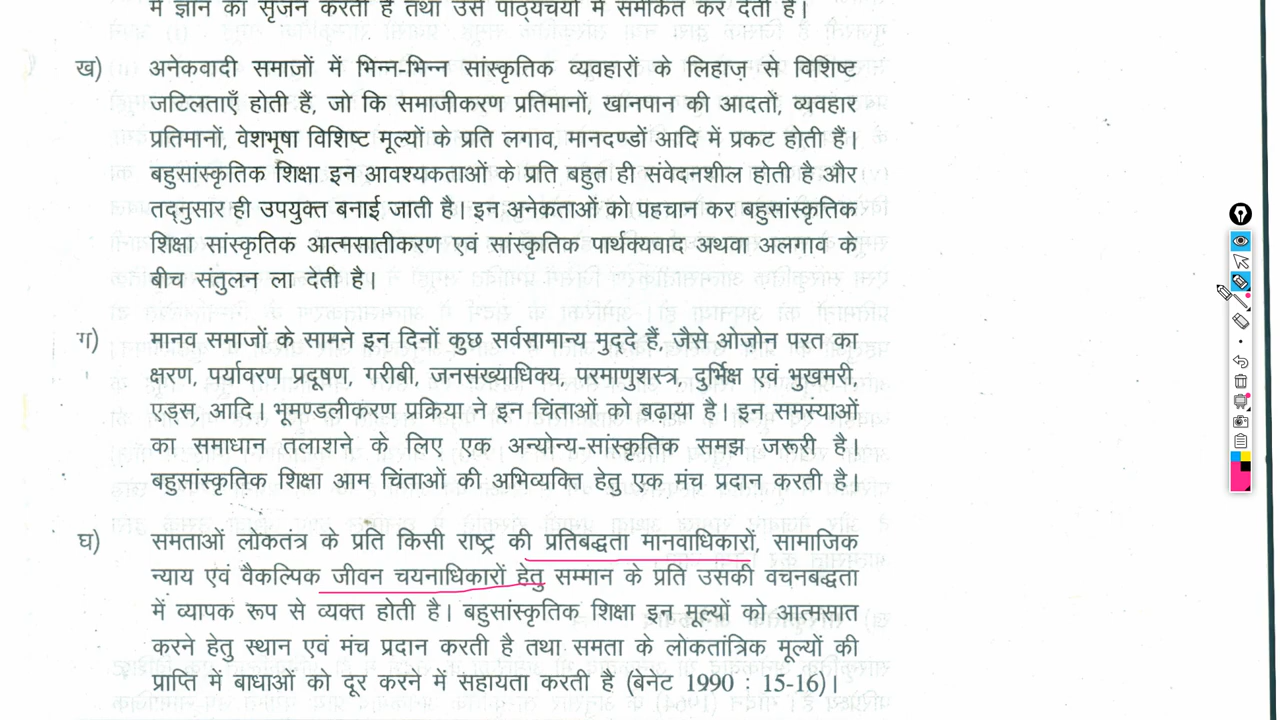 में ज्ञान का सृजन करती है तथा उसे पाठ्यचर्या में समेकित कर देती है।
ख) अनेकवादी समाजों में भिन्न-भिन्न सांस्कृतिक व्यवहारों के लिहाज़ से विशिष्ट
जटिलताएँ होती हैं, जो कि समाजीकरण प्रतिमानों, खानपान की आदतों, व्यवहार
प्रतिमानों, वेशभूषा विशिष्ट मूल्यों के प्रति लगाव, मानदण्डों आदि में प्रकट होती हैं।
बहुसांस्कृतिक शिक्षा इन आवश्यकताओं के प्रति बहुत ही संवेदनशील होती है और
तद्नुसार ही उपयुक्त बनाई जाती है। इन अनेकताओं को पहचान कर बहुसांस्कृतिक
शिक्षा सांस्कृतिक आत्मसातीकरण एवं सांस्कृतिक पार्थक्यवाद अथवा अलगाव के
बीच संतुलन ला देती है।
ग) मानव समाजों के सामने इन दिनों कुछ सर्वसामान्य मुद्दे हैं, जैसे ओज़ोन परत का
क्षरण, पर्यावरण प्रदूषण, गरीबी, जनसंख्याधिक्य, परमाणुशस्त्र, दुर्भिक्ष एवं भुखमरी,
एड्स, आदि। भूमण्डलीकरण प्रक्रिया ने इन चिंताओं को बढ़ाया है। इन समस्याओं
का समाधान तलाशने के लिए एक अन्योन्य-सांस्कृतिक समझ जरूरी है।
बहुसांस्कृतिक शिक्षा आम चिंताओं की अभिव्यक्ति हेतु एक मंच प्रदान करती है।
घ) समताओं लोकतंत्र के प्रति किसी राष्ट्र की प्रतिबद्धता मानवाधिकारों, सामाजिक
न्याय एवं वैकल्पिक जीवन चयनाधिकारों हेतु सम्मान के प्रति उसकी वचनबद्धता
में व्यापक रूप से व्यक्त होती है। बहुसांस्कृतिक शिक्षा इन मूल्यों को आत्मसात
करने हेतु स्थान एवं मंच प्रदान करती है तथा समता के लोकतांत्रिक मूल्यों की
प्राप्ति में बाधाओं को दूर करने में सहायता करती है (बेनेट 1990 : 15-16)।